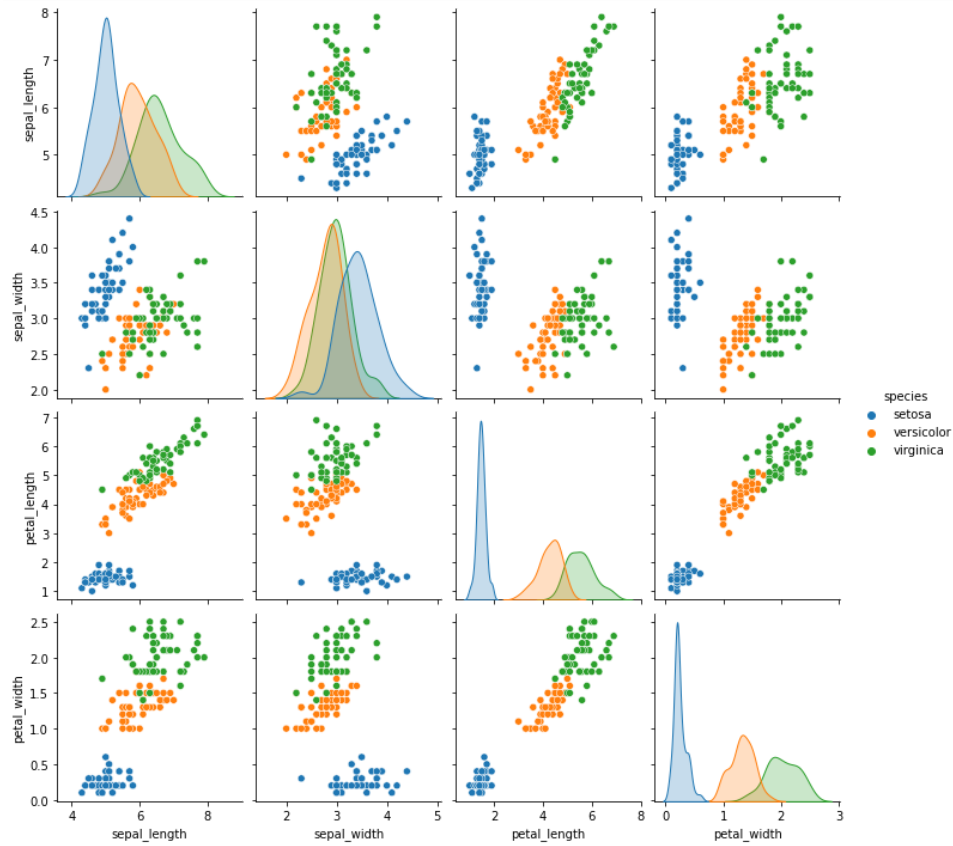 8
7
6
5
sepal_length
4.5
4.0
3.5
3.0
2.5
2.0
sepal_width
species
setosa
versicolor
virginica
7
6
5
4
3
2
1
petal_length
2.5
2.0
1.5
1.0
0.5
0.0
petal_width
4 6 8
2 3 4 5
2 4 6 8
0 1 2 3
sepal_length
sepal_width
petal_length
petal_width